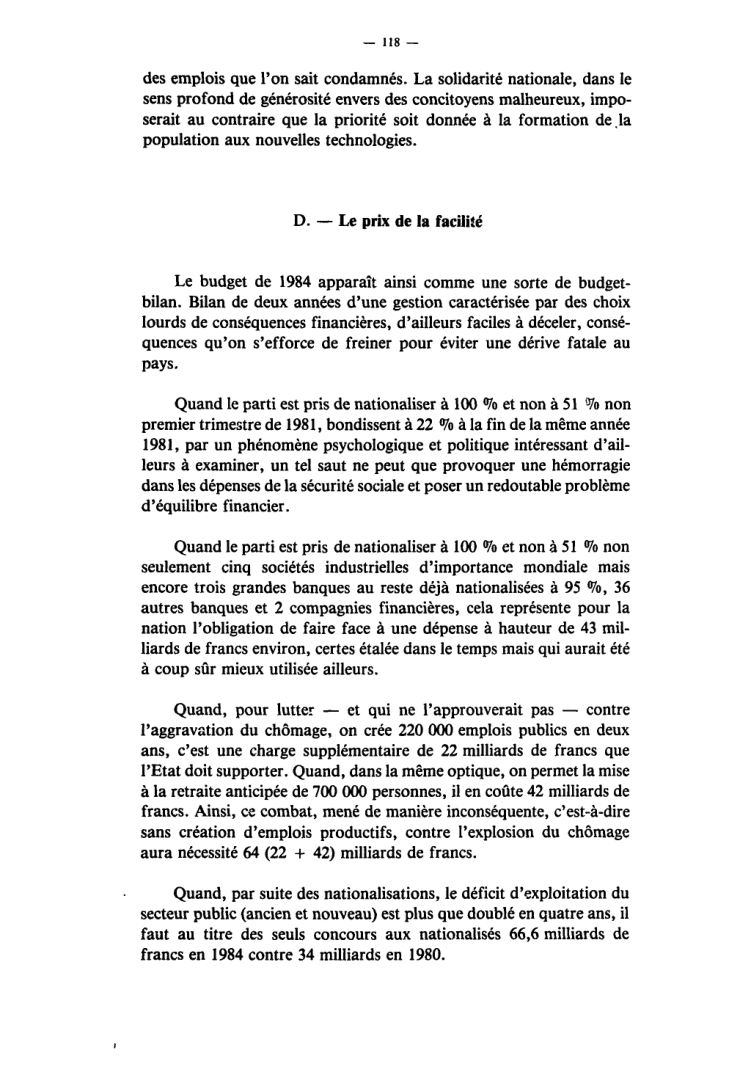 — 118 —
des emplois que l'on sait condamnés. La solidarité nationale, dans le
sens profond de générosité envers des concitoyens malheureux, impo-
serait au contraire que la priorité soit donnée à la formation de la
population aux nouvelles technologies.
D. — Le prix de la facilité
Le budget de 1984 apparaît ainsi comme une sorte de budget-
bilan. Bilan de deux années d'une gestion caractérisée par des choix
lourds de conséquences financières, d'ailleurs faciles à déceler, consé-
quences qu'on s'efforce de freiner pour éviter une dérive fatale au
pays.
Quand le parti est pris de nationaliser à 100 % et non à 51 % non
premier trimestre de 1981, bondissent à 22 % à la fin de la même année
1981, par un phénomène psychologique et politique intéressant d'ail-
leurs à examiner, un tel saut ne peut que provoquer une hémorragie
dans les dépenses de la sécurité sociale et poser un redoutable problème
d'équilibre financier.
Quand le parti est pris de nationaliser à 100 % et non à 51 % non
seulement cinq sociétés industrielles d'importance mondiale mais
encore trois grandes banques au reste déjà nationalisées à 95 %, 36
autres banques et 2 compagnies financières, cela représente pour la
nation l'obligation de faire face à une dépense à hauteur de 43 mil-
liards de francs environ, certes étalée dans le temps mais qui aurait été
à coup sûr mieux utilisée ailleurs.
Quand, pour lutter — et qui ne l'approuverait pas — contre
l'aggravation du chômage, on crée 220 000 emplois publics en deux
ans, c'est une charge supplémentaire de 22 milliards de francs que
l'Etat doit supporter. Quand, dans la même optique, on permet la mise
à la retraite anticipée de 700 000 personnes, il en coûte 42 milliards de
francs. Ainsi, ce combat, mené de manière inconséquente, c'est-à-dire
sans création d'emplois productifs, contre l'explosion du chômage
aura nécessité 64 (22 + 42) milliards de francs.
Quand, par suite des nationalisations, le déficit d'exploitation du
secteur public (ancien et nouveau) est plus que doublé en quatre ans, il
faut au titre des seuls concours aux nationalisés 66,6 milliards de
francs en 1984 contre 34 milliards en 1980.